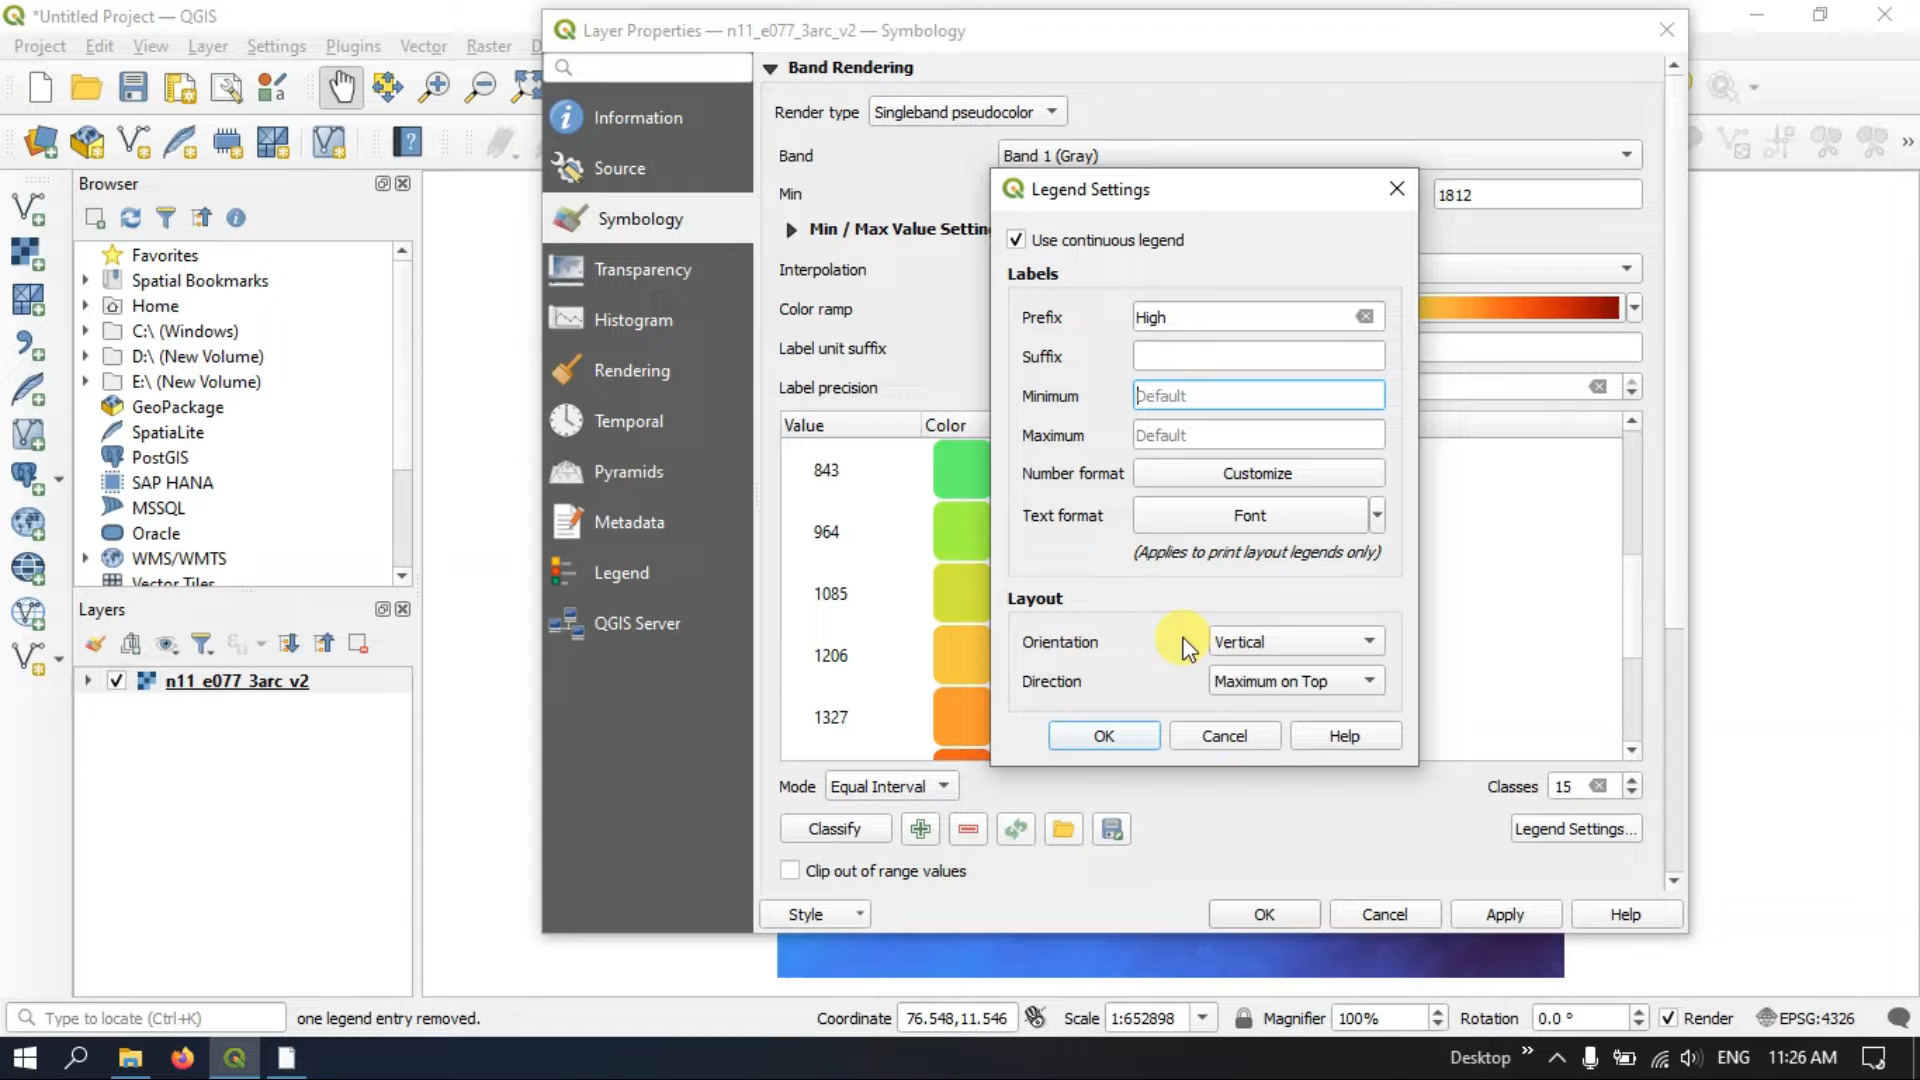 *Untitled Project — QGIS
Project Edit View Layer Settings Plugins Vector Raster D
Browser
Favorites
Spatial Bookmarks
Home
C:\ (Windows)
D:\ (New Volume)
E:\ (New Volume)
GeoPackage
SpatiaLite
PostGIS
SAP HANA
MSSQL
Oracle
WMS/WMTS
Vector Tiles
Layers
n11_e077_3arc_v2
Layer Properties — n11_e077_3arc_v2 — Symbology
Information
Source
Symbology
Transparency
Histogram
Rendering
Temporal
Pyramids
Metadata
Legend
QGIS Server
Band Rendering
Render type Singleband pseudocolor
Band Band 1 (Gray)
Min 1812
Min / Max Value Settin
Interpolation
Color ramp
Label unit suffix
Label precision
Value Color
843
964
1085
1206
1327
Mode Equal Interval Classes 15
Classify Legend Settings...
Clip out of range values
Style OK Cancel Apply Help
Legend Settings
Use continuous legend
Labels
Prefix High
Suffix
Minimum Default
Maximum Default
Number format Customize
Text format Font
(Applies to print layout legends only)
Layout
Orientation Vertical
Direction Maximum on Top
OK Cancel Help
Type to locate (Ctrl+K) one legend entry removed. Coordinate 76.548,11.546 Scale 1:652898 Magnifier 100% Rotation 0.0 ° Render EPSG:4326
Desktop » ENG 11:26 AM